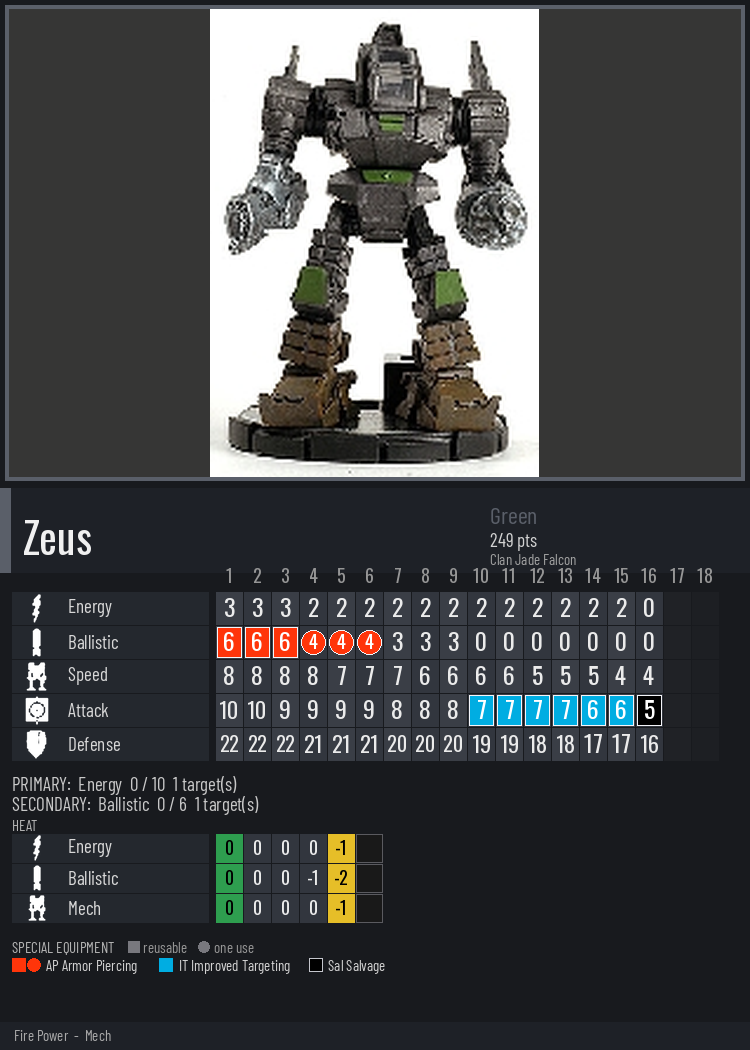 Zeus
Green
249 pts
Clan Jade Falcon
1 2 3 4 5 6 7 8 9 10 11 12 13 14 15 16 17 18
Energy 3 3 3 2 2 2 2 2 2 2 2 2 2 2 2 0
Ballistic 6 6 6 4 4 4 3 3 3 0 0 0 0 0 0 0
Speed 8 8 8 8 7 7 7 6 6 6 6 5 5 5 4 4
Attack 10 10 9 9 9 9 8 8 8 7 7 7 7 6 6 5
Defense 22 22 22 21 21 21 20 20 20 19 19 18 18 17 17 16
PRIMARY: Energy 0 / 10 1 target(s)
SECONDARY: Ballistic 0 / 6 1 target(s)
HEAT
Energy 0 0 0 0 -1
Ballistic 0 0 0 -1 -2
Mech 0 0 0 0 -1
SPECIAL EQUIPMENT reusable one use
AP Armor Piercing IT Improved Targeting Sal Salvage
Fire Power - Mech